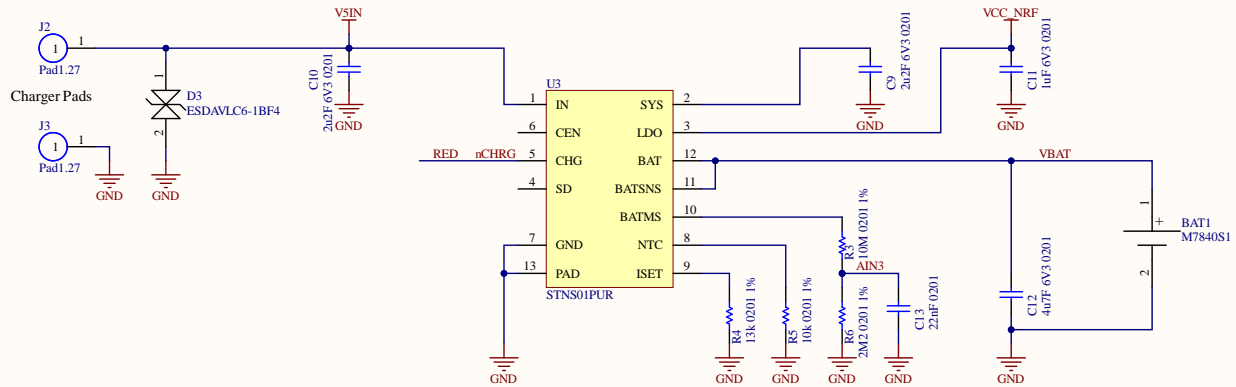 J2
1
1
Pad1.27
Charger Pads
J3
1
1
Pad1.27
GND
1
2
D3
ESDAVLC6-1BF4
GND
V5IN
C10
2u2F 6V3 0201
GND
RED nCHRG
U3
1 IN
6 CEN
5 CHG
4 SD
7 GND
13 PAD
SYS 2
LDO 3
BAT 12
BATSNS 11
BATMS 10
NTC 8
ISET 9
STNS01PUR
GND
C9
2u2F 6V3 0201
GND
VCC_NRF
C11
1uF 6V3 0201
GND
R3
10M 0201 1%
AIN3
R4
13k 0201 1%
GND
R5
10k 0201 1%
GND
R6
2M2 0201 1%
GND
C13
22nF 0201
GND
VBAT
C12
4u7F 6V3 0201
GND
1
+
2
BAT1
M7840S1